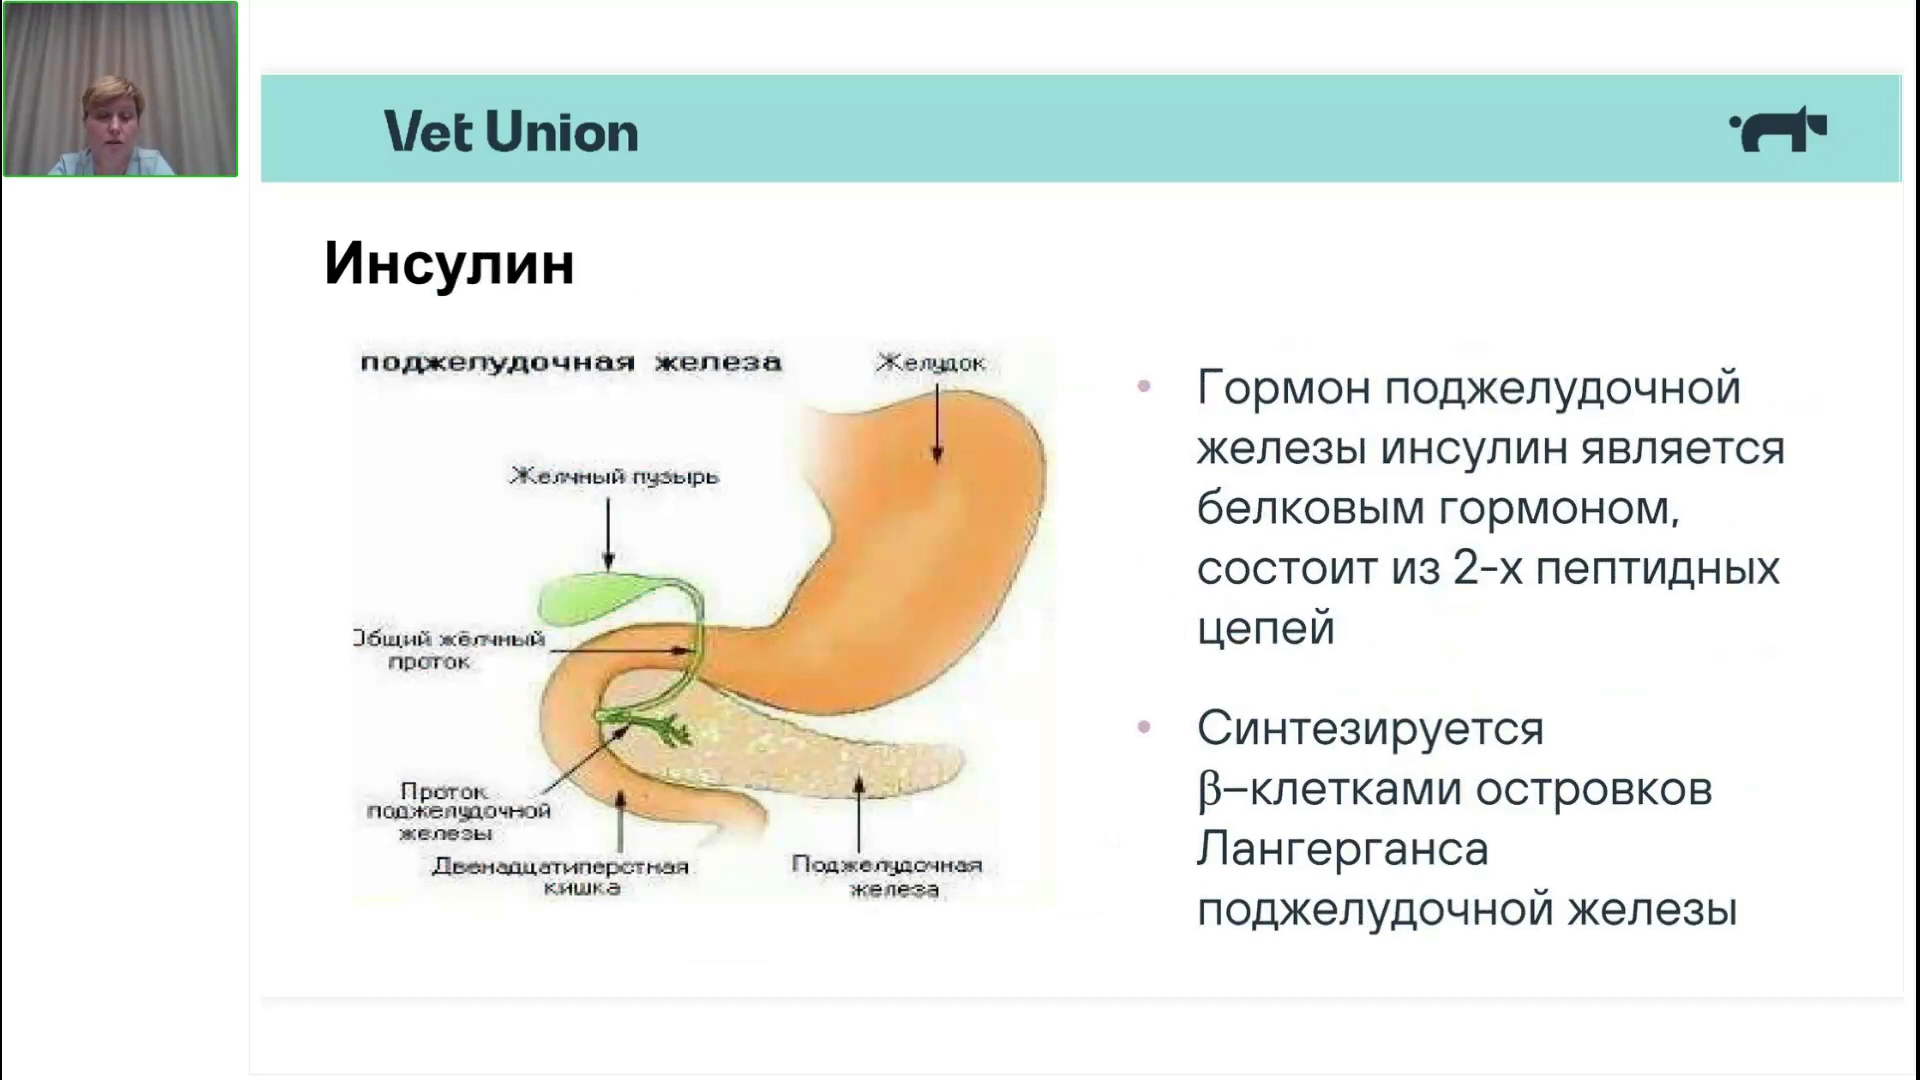 Vet Union
Инсулин
поджелудочная железа
Желудок
Желчный пузырь
Общий жёлчный
проток
Проток
поджелудочной
железы
Двенадцатиперстная
кишка
Поджелудочная
железа
• Гормон поджелудочной
железы инсулин является
белковым гормоном,
состоит из 2-х пептидных
цепей
• Синтезируется
β–клетками островков
Лангерганса
поджелудочной железы